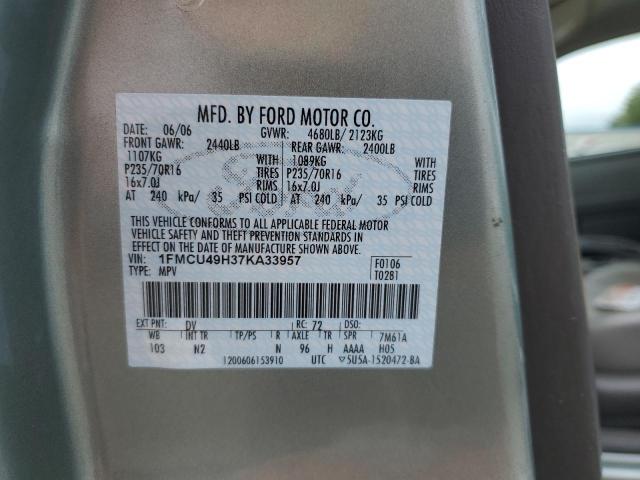 MFD. BY FORD MOTOR CO.
DATE: 06/06 GVWR: 4680LB/ 2123KG
FRONT GAWR: 2440LB REAR GAWR: 2400LB
1107KG WITH 1089KG WITH
P235/70R16 TIRES P235/70R16 TIRES
16x7.0J RIMS 16x7.0J RIMS
AT 240 kPa/ 35 PSI COLD AT 240 kPa/ 35 PSI COLD
THIS VEHICLE CONFORMS TO ALL APPLICABLE FEDERAL MOTOR
VEHICLE SAFETY AND THEFT PREVENTION STANDARDS IN
EFFECT ON THE DATE OF MANUFACTURE SHOWN ABOVE.
VIN: 1FMCU49H37KA33957 F0106
TYPE: MPV T0281
EXT PNT: DV RC: 72 DSO:
WB INT TR TP/PS R AXLE TR SPR 7M61A
103 N2 N 96 H AAAA H05
1200606153910 UTC ▽5U5A-1520472-BA